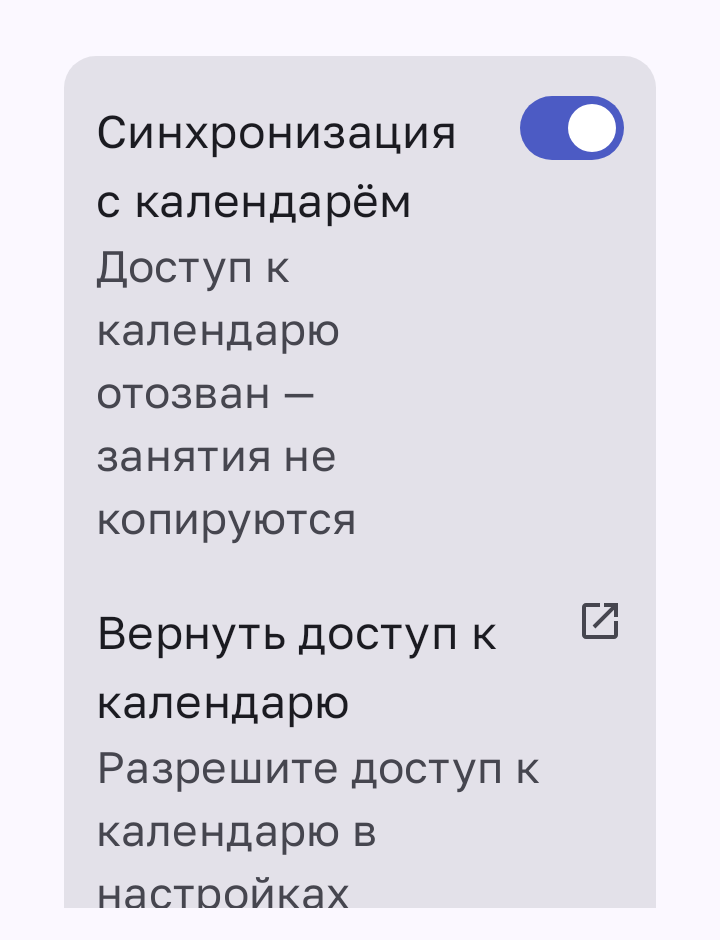 Синхронизация
с календарём
Доступ к
календарю
отозван —
занятия не
копируются
Вернуть доступ к
календарю
Разрешите доступ к
календарю в
настройках